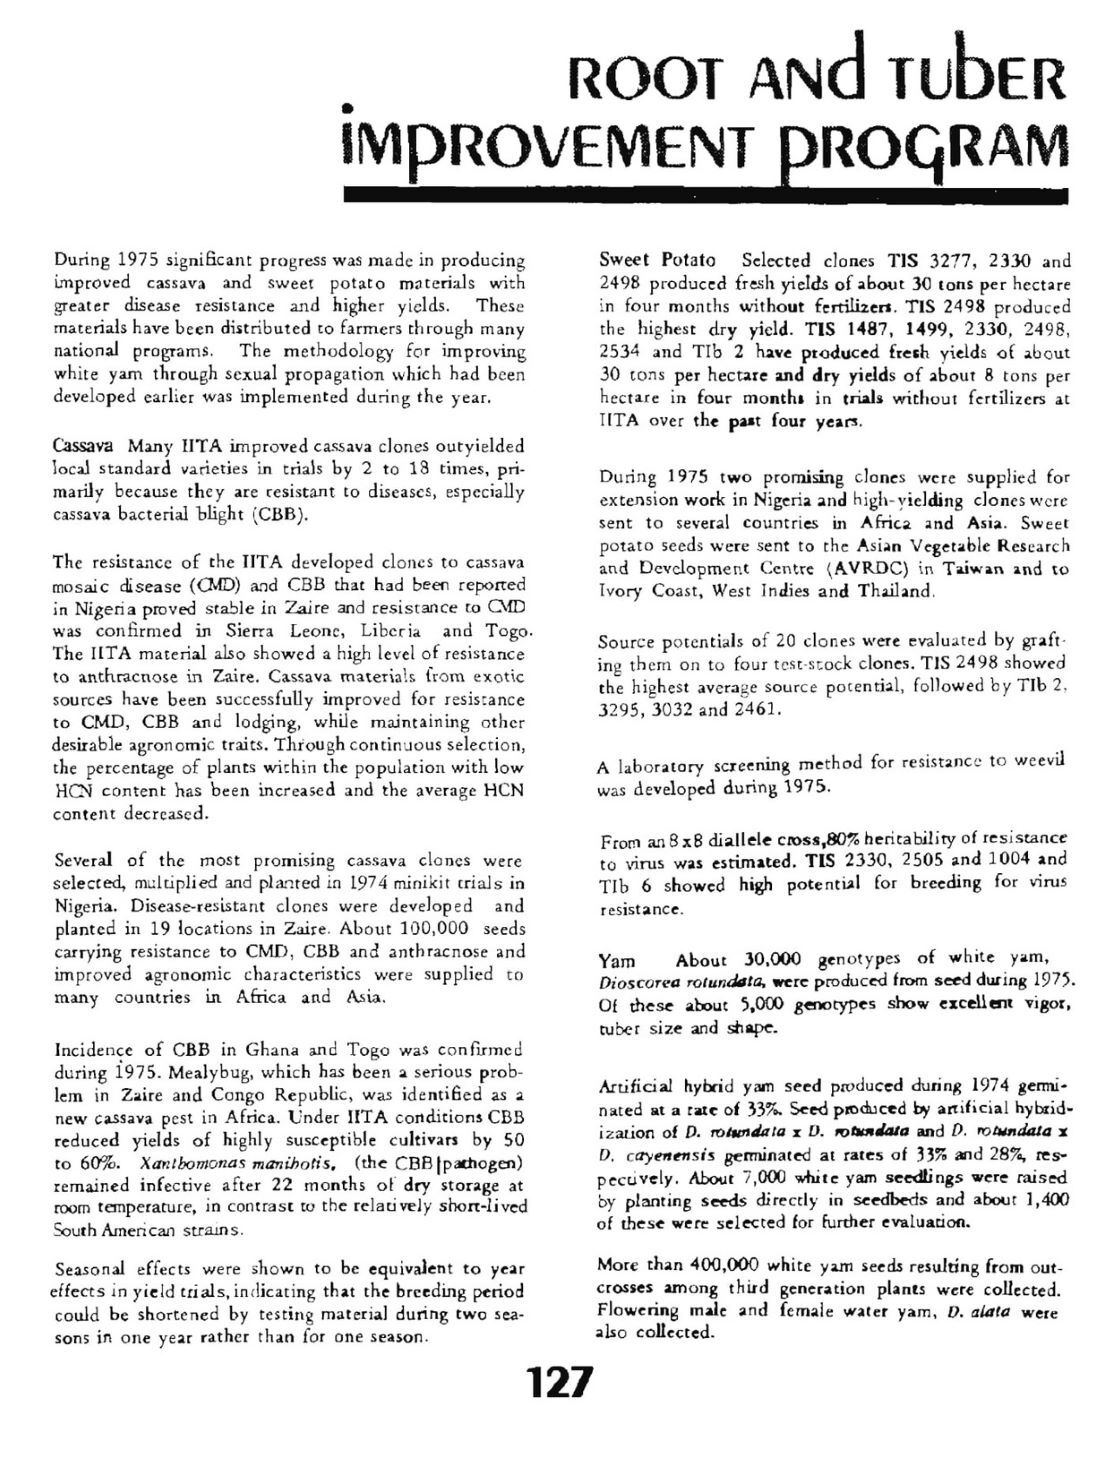 ROOT ANd TUbER
iMpROVEMENT pROGRAM
During 1975 significant progress was made in producing
improved cassava and sweet potato materials with
greater disease resistance and higher yields. These
materials have been distributed to farmers through many
national programs. The methodology for improving
white yam through sexual propagation which had been
developed earlier was implemented during the year.
Cassava Many IITA improved cassava clones outyielded
local standard varieties in trials by 2 to 18 times, pri-
marily because they are resistant to diseases, especially
cassava bacterial blight (CBB).
The resistance of the IITA developed clones to cassava
mosaic disease (CMD) and CBB that had been reported
in Nigeria proved stable in Zaire and resistance to CMD
was confirmed in Sierra Leone, Liberia and Togo.
The IITA material also showed a high level of resistance
to anthracnose in Zaire. Cassava materials from exotic
sources have been successfully improved for resistance
to CMD, CBB and lodging, while maintaining other
desirable agronomic traits. Through continuous selection,
the percentage of plants within the population with low
HCN content has been increased and the average HCN
content decreased.
Several of the most promising cassava clones were
selected, multiplied and planted in 1974 minikit trials in
Nigeria. Disease-resistant clones were developed and
planted in 19 locations in Zaire. About 100,000 seeds
carrying resistance to CMD, CBB and anthracnose and
improved agronomic characteristics were supplied to
many countries in Africa and Asia.
Incidence of CBB in Ghana and Togo was confirmed
during 1975. Mealybug, which has been a serious prob-
lem in Zaire and Congo Republic, was identified as a
new cassava pest in Africa. Under IITA conditions CBB
reduced yields of highly susceptible cultivars by 50
to 60%. Xanthomonas manihotis, (the CBB pathogen)
remained infective after 22 months of dry storage at
room temperature, in contrast to the relatively short-lived
South American strains.
Seasonal effects were shown to be equivalent to year
effects in yield trials, indicating that the breeding period
could be shortened by testing material during two sea-
sons in one year rather than for one season.
Sweet Potato Selected clones TIS 3277, 2330 and
2498 produced fresh yields of about 30 tons per hectare
in four months without fertilizers. TIS 2498 produced
the highest dry yield. TIS 1487, 1499, 2330, 2498,
2534 and TIb 2 have produced fresh yields of about
30 tons per hectare and dry yields of about 8 tons per
hectare in four months in trials without fertilizers at
IITA over the past four years.
During 1975 two promising clones were supplied for
extension work in Nigeria and high-yielding clones were
sent to several countries in Africa and Asia. Sweet
potato seeds were sent to the Asian Vegetable Research
and Development Centre (AVRDC) in Taiwan and to
Ivory Coast, West Indies and Thailand.
Source potentials of 20 clones were evaluated by graft-
ing them on to four test-stock clones. TIS 2498 showed
the highest average source potential, followed by TIb 2,
3295, 3032 and 2461.
A laboratory screening method for resistance to weevil
was developed during 1975.
From an 8 x8 diallele cross,80% heritability of resistance
to virus was estimated. TIS 2330, 2505 and 1004 and
TIb 6 showed high potential for breeding for virus
resistance.
Yam About 30,000 genotypes of white yam,
Dioscorea rotundata, were produced from seed during 1975.
Of these about 5,000 genotypes show excellent vigor,
tuber size and shape.
Artificial hybrid yam seed produced during 1974 germi-
nated at a rate of 33%. Seed produced by artificial hybrid-
ization of D. rotundata x D. rotundata and D. rotundata x
D. cayenensis germinated at rates of 33% and 28%, res-
pectively. About 7,000 white yam seedlings were raised
by planting seeds directly in seedbeds and about 1,400
of these were selected for further evaluation.
More than 400,000 white yam seeds resulting from out-
crosses among third generation plants were collected.
Flowering male and female water yam, D. alata were
also collected.
127